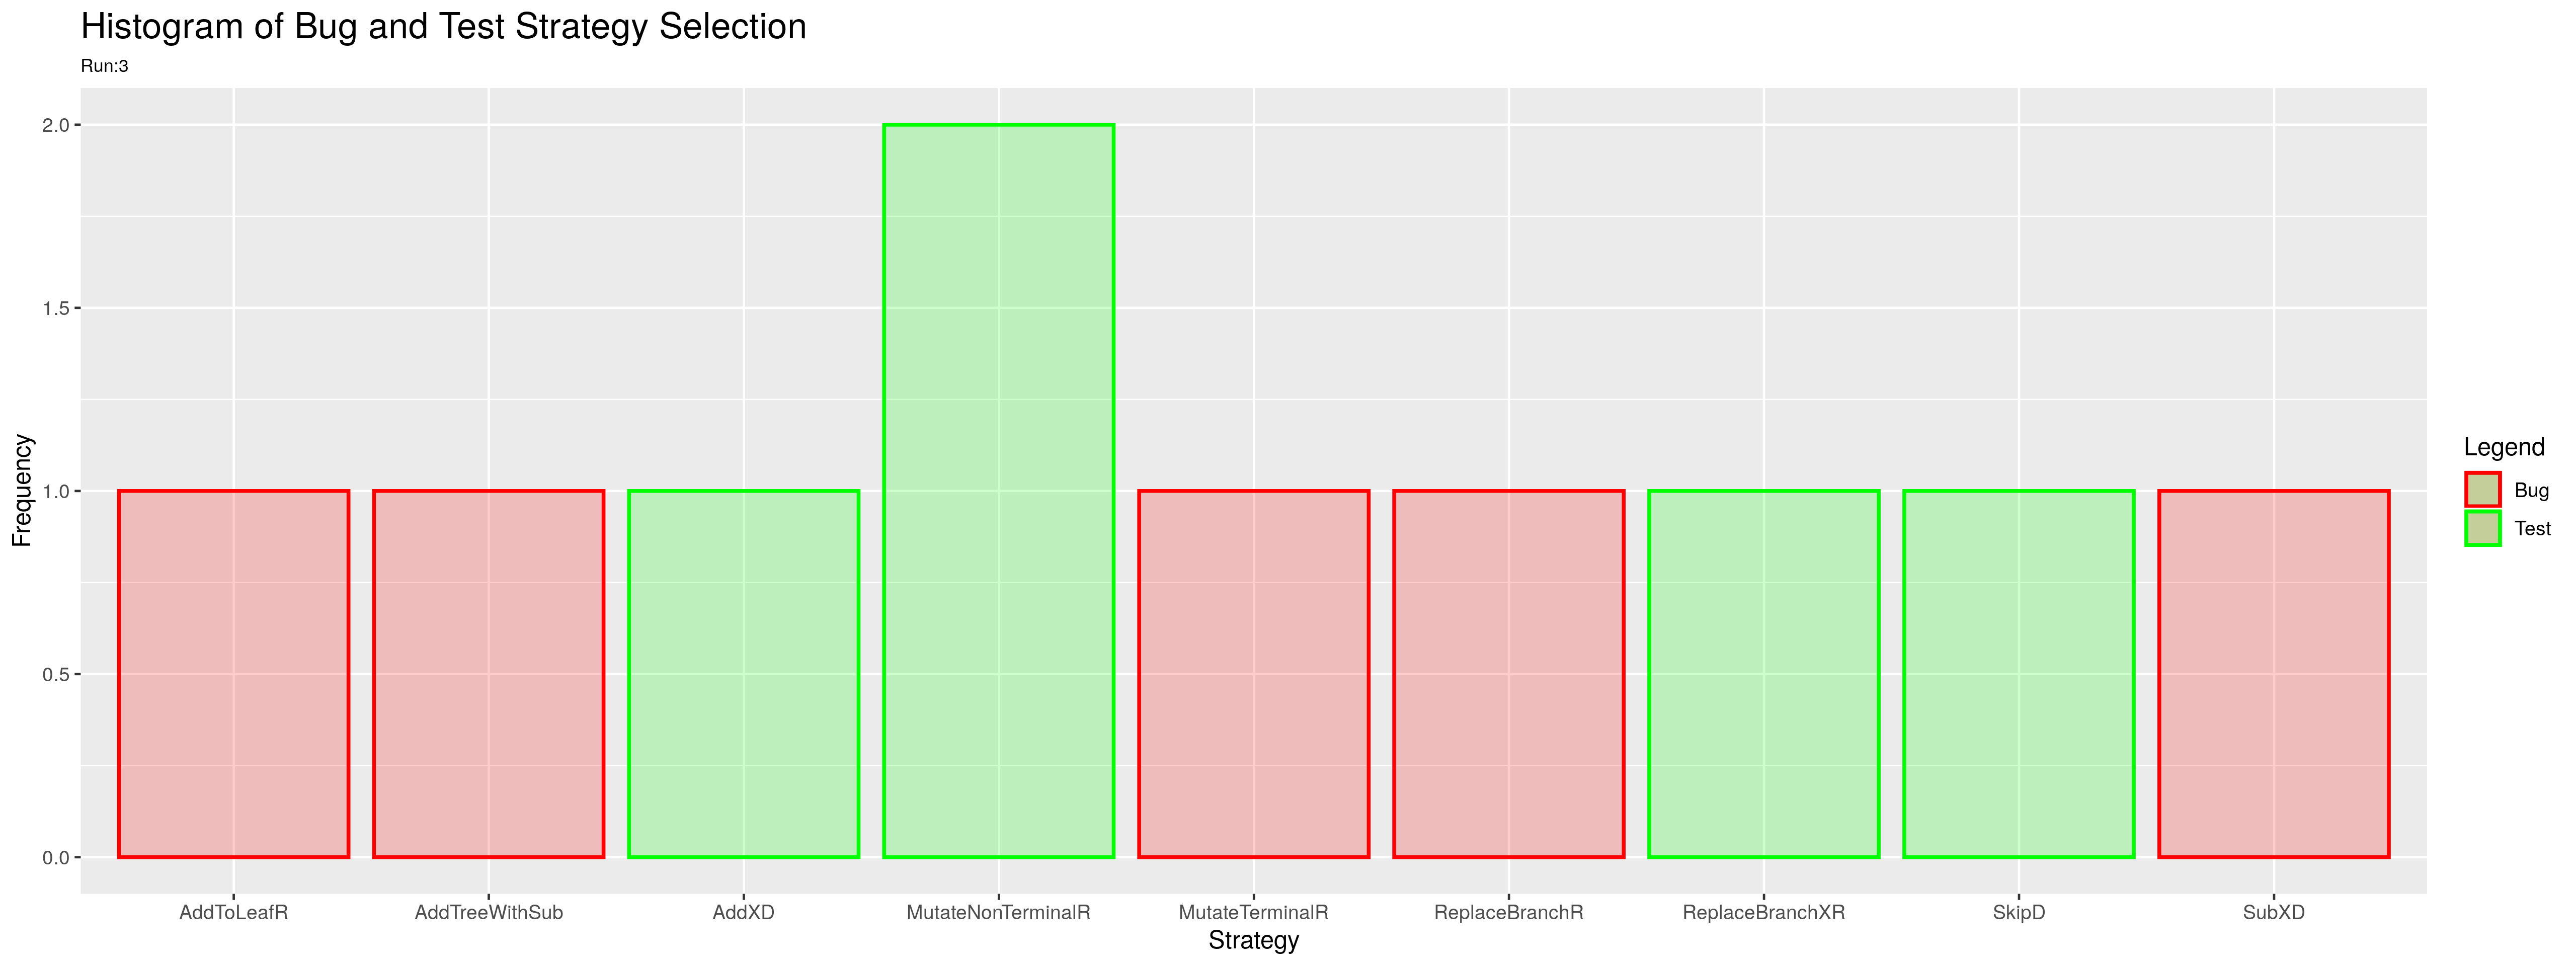 Histogram of Bug and Test Strategy Selection
Run:3
Frequency
2.0
1.5
1.0
0.5
0.0
AddToLeafR
AddTreeWithSub
AddXD
MutateNonTerminalR
MutateTerminalR
ReplaceBranchR
ReplaceBranchXR
SkipD
SubXD
Strategy
Legend
Bug
Test